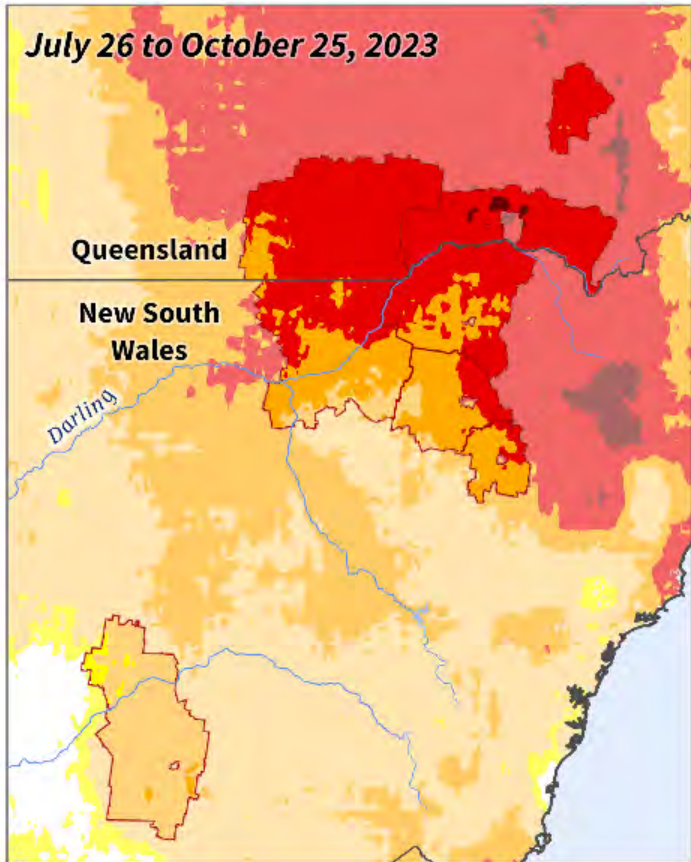 July 26 to October 25, 2023
Queensland
New South
Wales
Darling